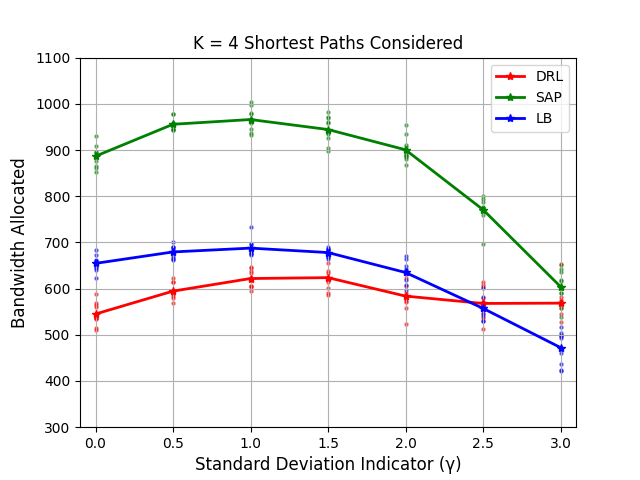 K = 4 Shortest Paths Considered
Bandwidth Allocated
1100
1000
900
800
700
600
500
400
300
DRL
SAP
LB
0.0 0.5 1.0 1.5 2.0 2.5 3.0
Standard Deviation Indicator (γ)